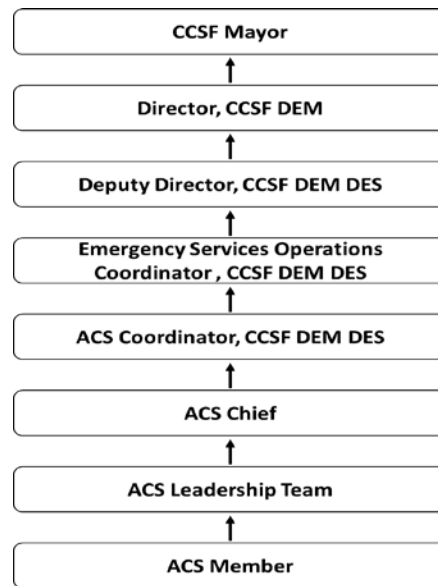 CCSF Mayor
Director, CCSF DEM
Deputy Director, CCSF DEM DES
Emergency Services Operations
Coordinator , CCSF DEM DES
ACS Coordinator, CCSF DEM DES
ACS Chief
ACS Leadership Team
ACS Member